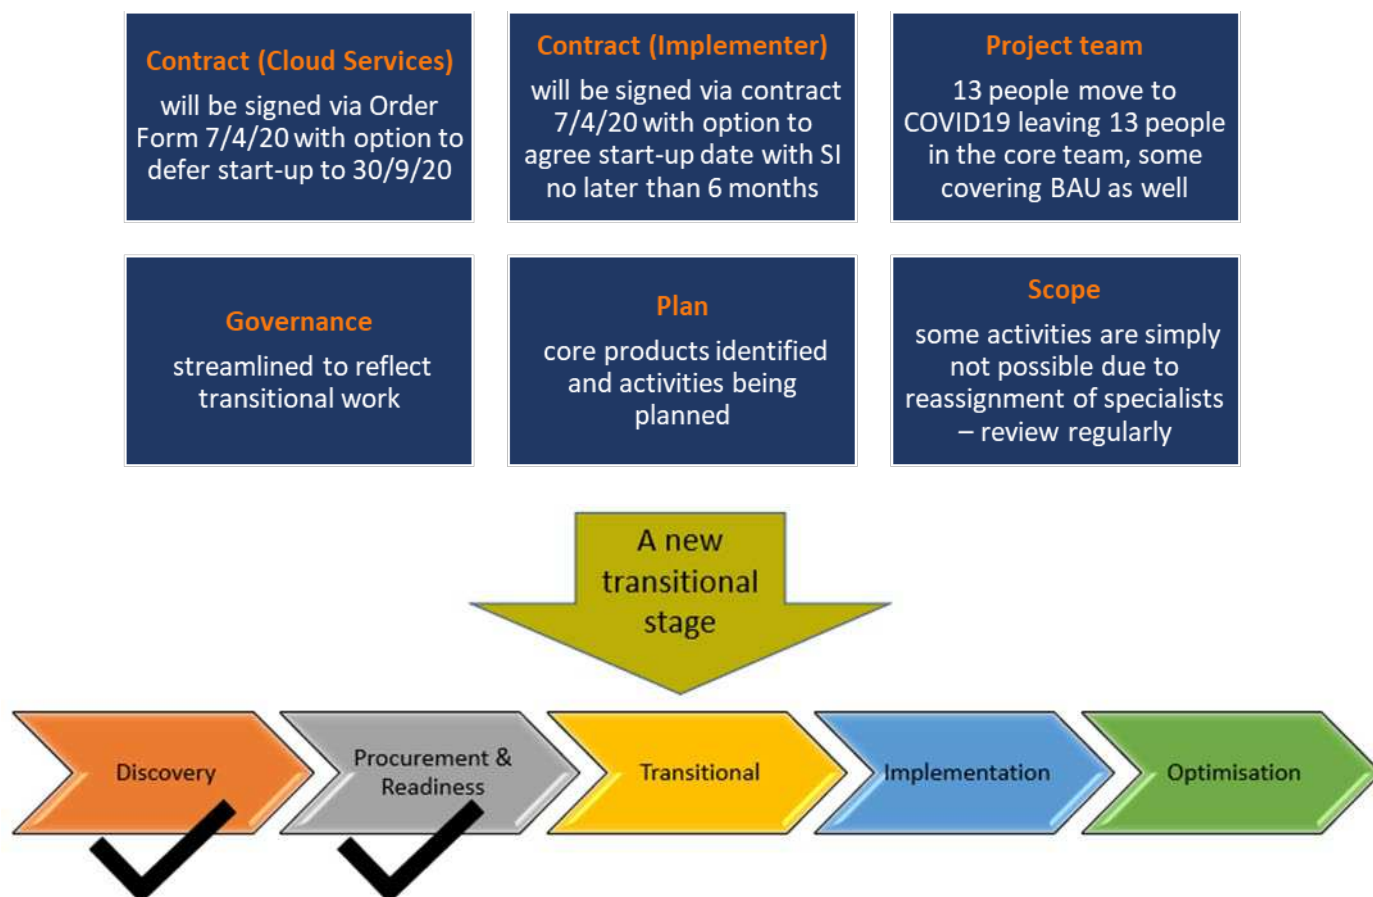 Contract (Cloud Services)
will be signed via Order
Form 7/4/20 with option to
defer start-up to 30/9/20
Contract (Implementer)
will be signed via contract
7/4/20 with option to
agree start-up date with SI
no later than 6 months
Project team
13 people move to
COVID19 leaving 13 people
in the core team, some
covering BAU as well
Governance
streamlined to reflect
transitional work
Plan
core products identified
and activities being
planned
Scope
some activities are simply
not possible due to
reassignment of specialists
– review regularly
A new
transitional
stage
Discovery
Procurement &
Readiness
Transitional
Implementation
Optimisation